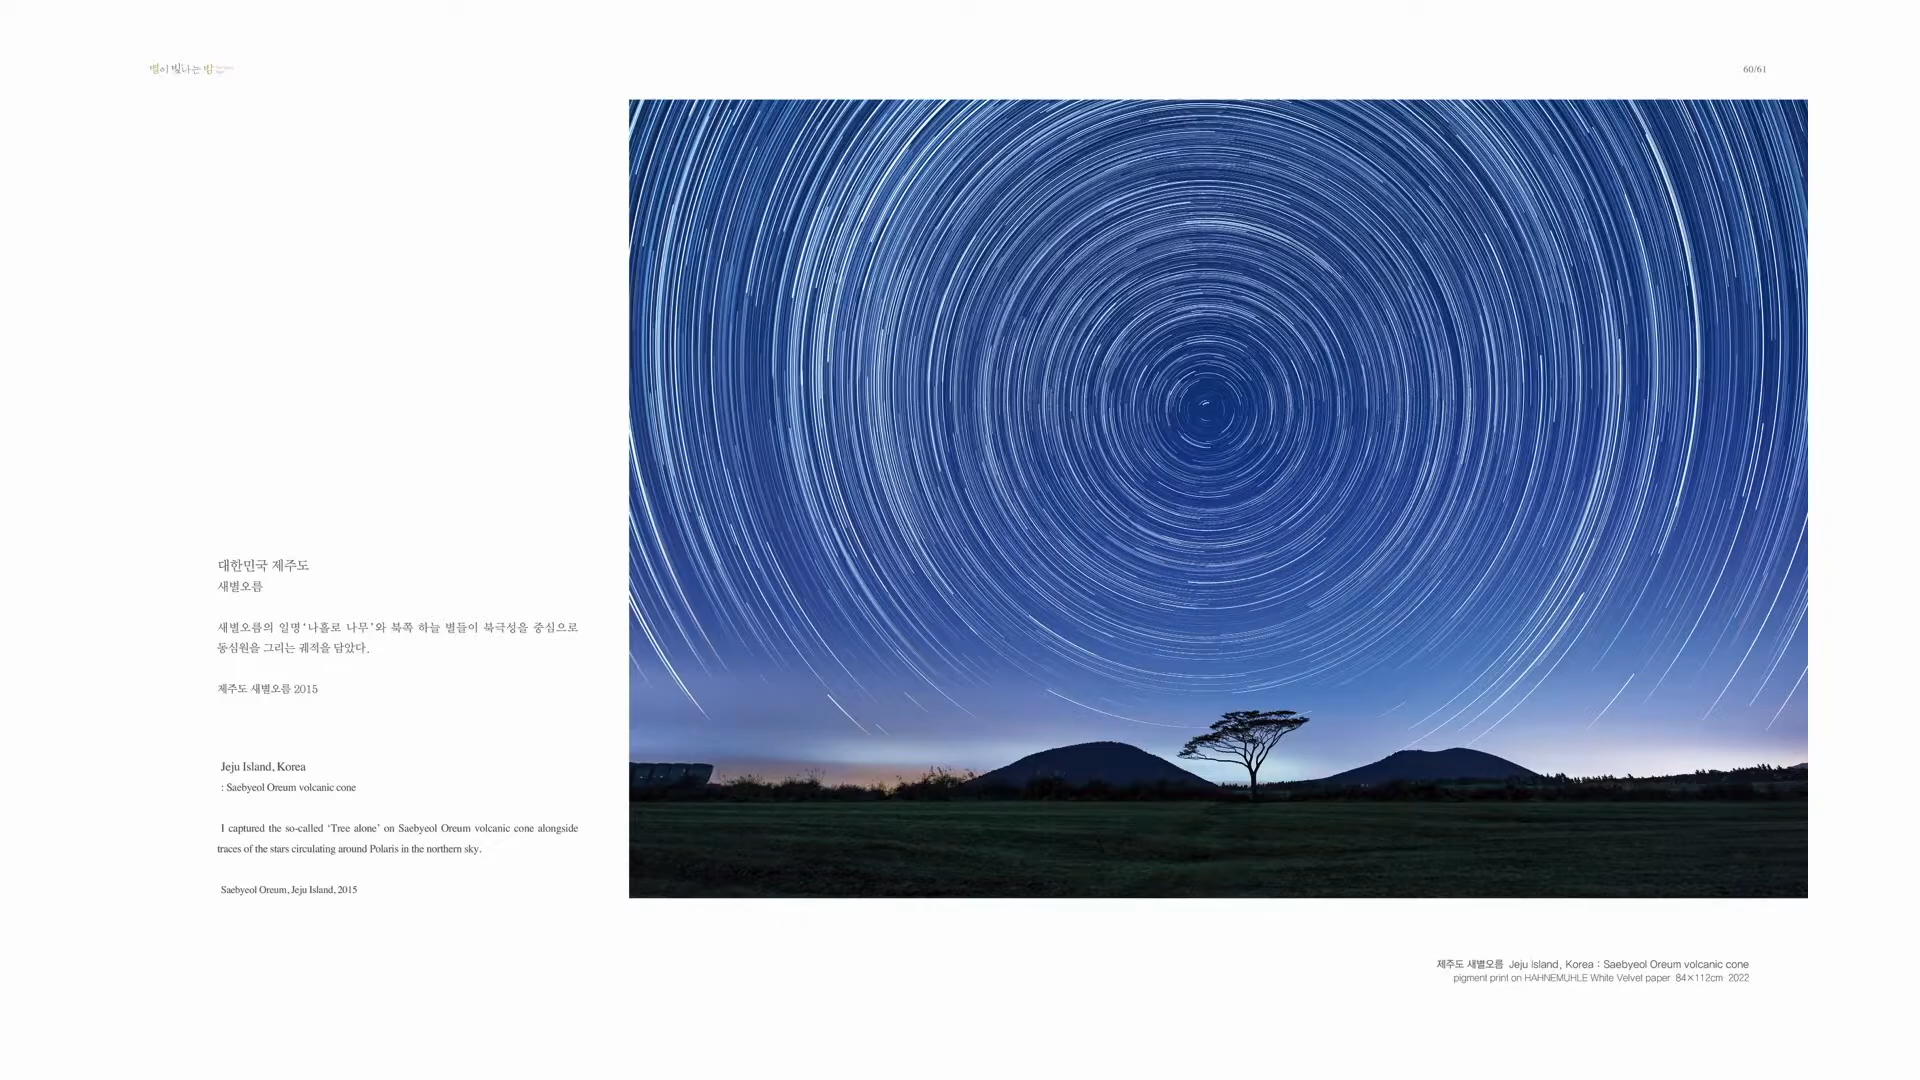 별이 빛나는 밤
60/61
대한민국 제주도
새별오름
새별오름의 일명 ‘나홀로 나무’와 북쪽 하늘 별들이 북극성을 중심으로
동심원을 그리는 궤적을 담았다.
제주도 새별오름 2015
Jeju Island, Korea
: Saebyeol Oreum volcanic cone
I captured the so-called ‘Tree alone’ on Saebyeol Oreum volcanic cone alongside
traces of the stars circulating around Polaris in the northern sky.
Saebyeol Oreum, Jeju Island, 2015
제주도 새별오름 Jeju island, Korea : Saebyeol Oreum volcanic cone
pigment print on HAHNEMUHLE White Velvet paper 84×112cm 2022